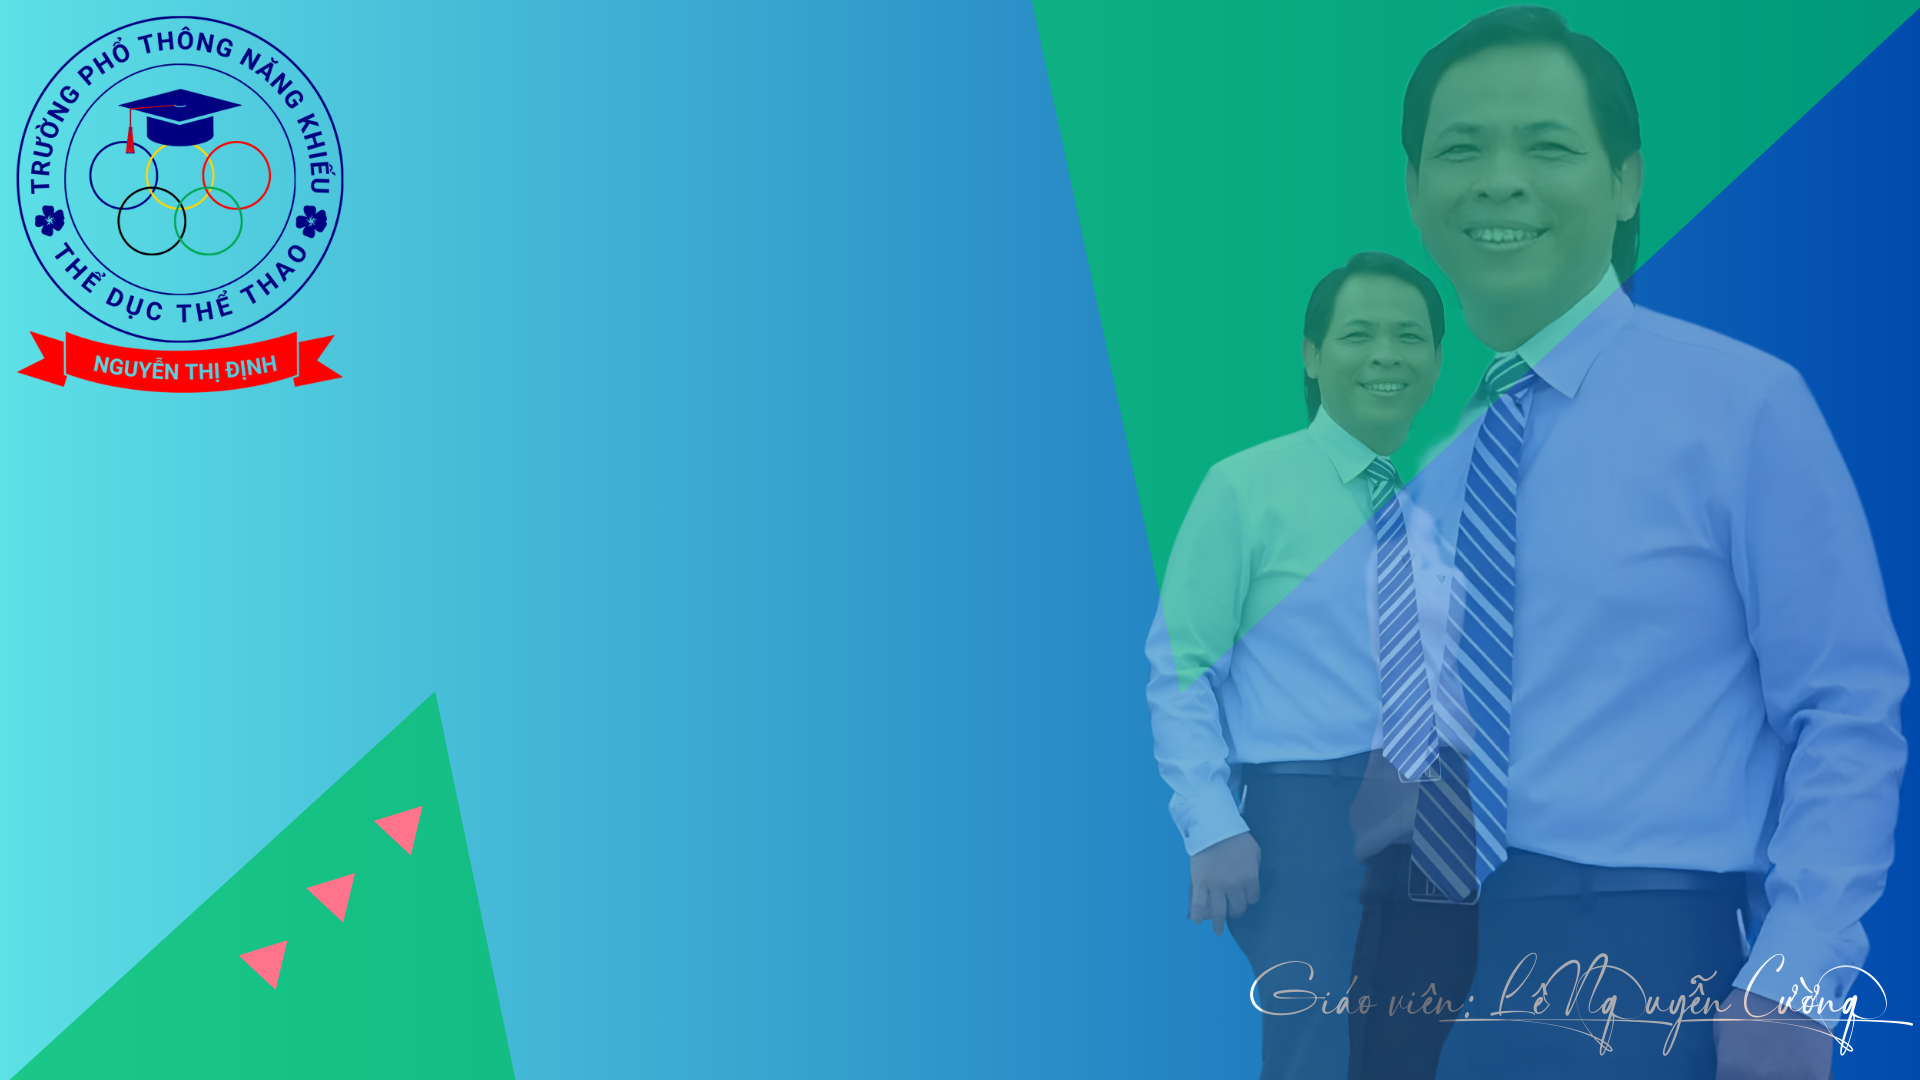 TRƯỜNG PHỔ THÔNG NĂNG KHIẾU
THỂ DỤC THỂ THAO
NGUYỄN THỊ ĐỊNH
Giáo viên: Lê Nguyễn Cường